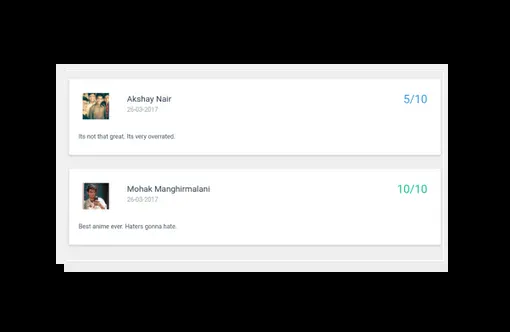 Akshay Nair
5/10
26-03-2017
Its not that great, Its very overrated.
Mohak Manghirmalani
10/10
26-03-2017
Best anime ever. Haters gonna hate.